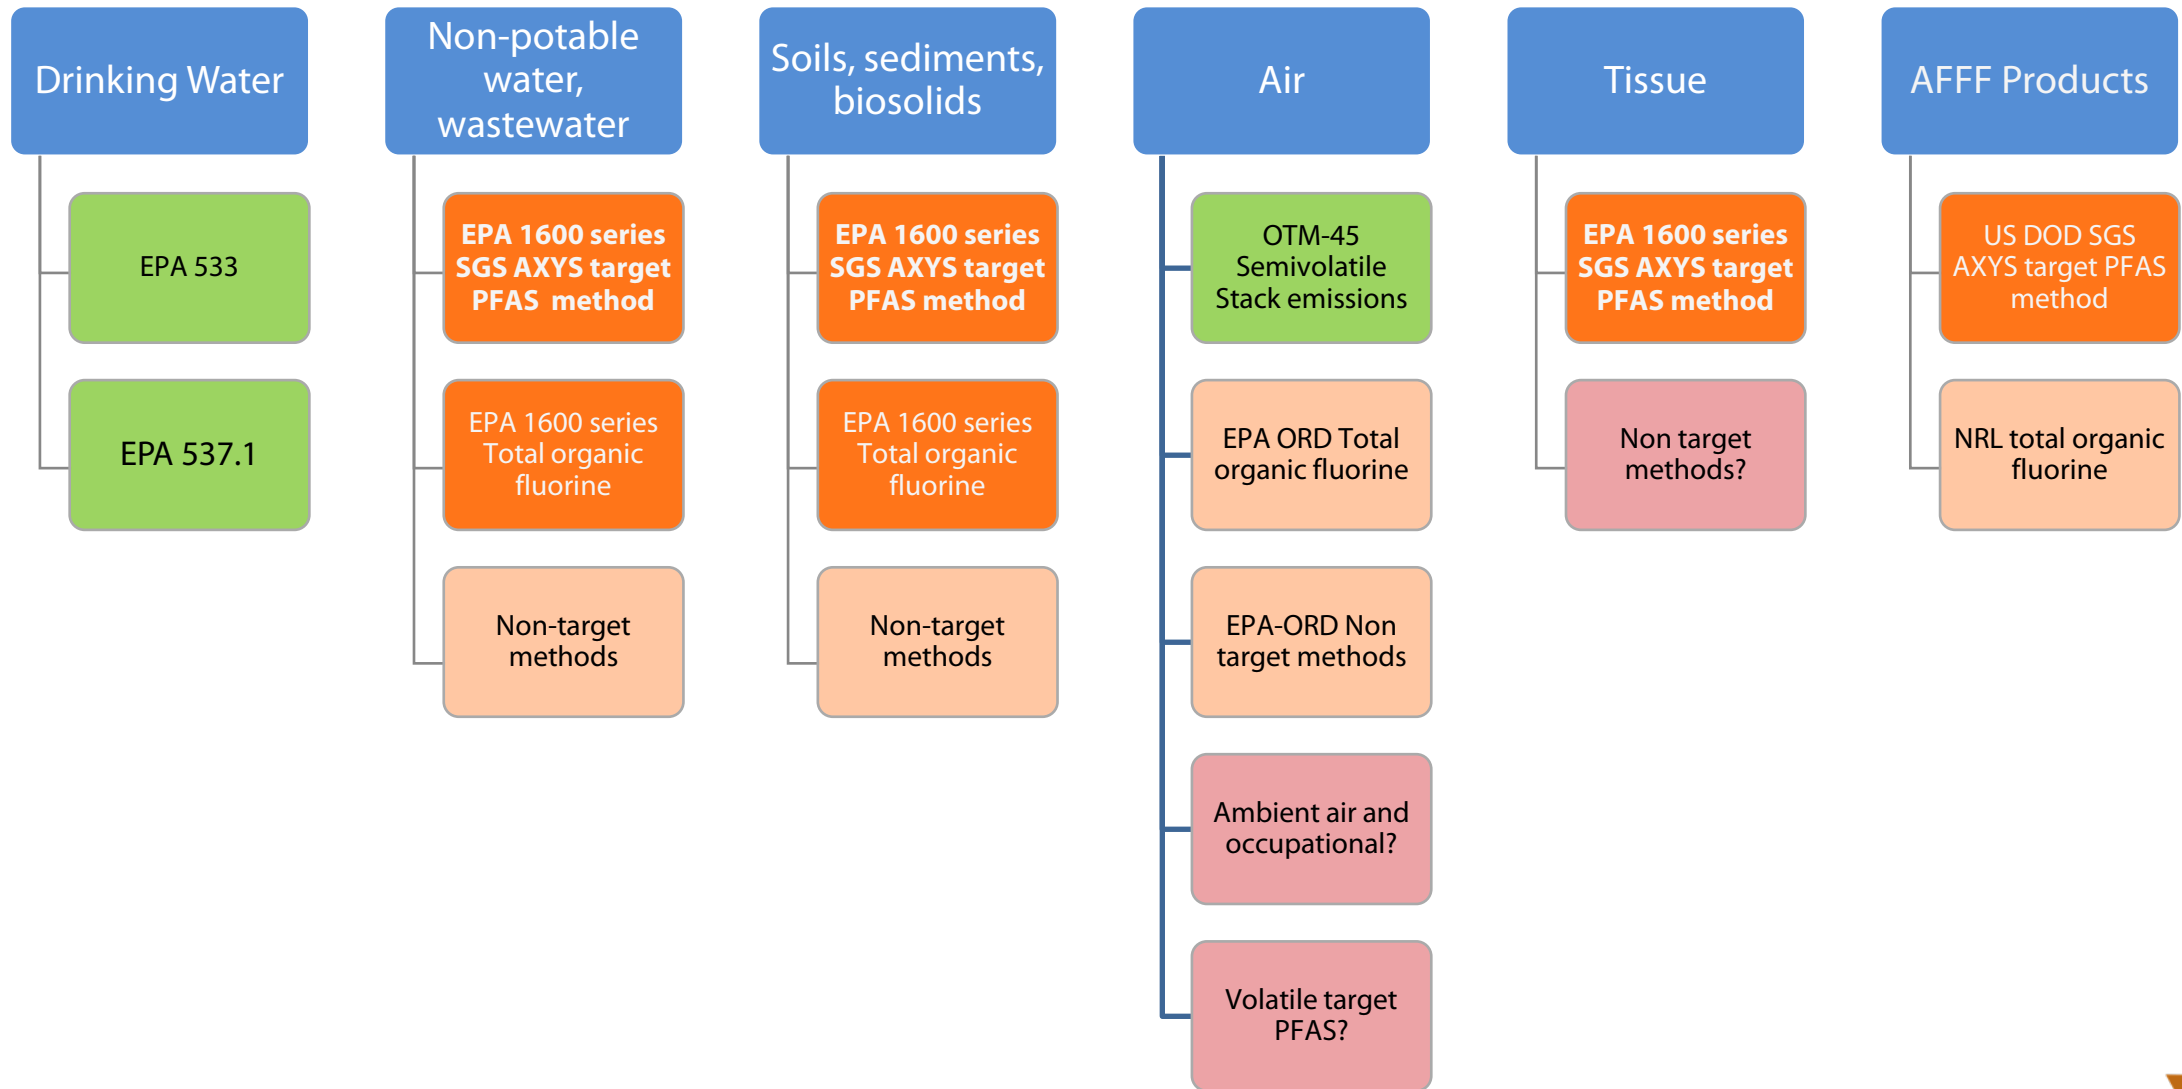 Drinking Water
EPA 533
EPA 537.1
Non-potable
water,
wastewater
EPA 1600 series
SGS AXYS target
PFAS method
EPA 1600 series
Total organic
fluorine
Non-target
methods
Soils, sediments,
biosolids
EPA 1600 series
SGS AXYS target
PFAS method
EPA 1600 series
Total organic
fluorine
Non-target
methods
Air
OTM-45
Semivolatile
Stack emissions
EPA ORD Total
organic fluorine
EPA-ORD Non
target methods
Ambient air and
occupational?
Volatile target
PFAS?
Tissue
EPA 1600 series
SGS AXYS target
PFAS method
Non target
methods?
AFFF Products
US DOD SGS
AXYS target PFAS
method
NRL total organic
fluorine